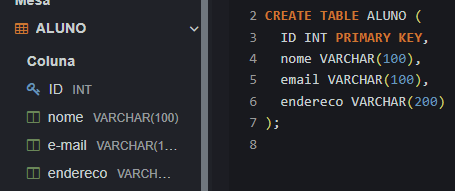 Mesa
ALUNO
Coluna
ID INT
nome VARCHAR(100)
e-mail VARCHAR(1...
endereco VARCH...
2 CREATE TABLE ALUNO (
3 ID INT PRIMARY KEY,
4 nome VARCHAR(100),
5 email VARCHAR(100),
6 endereco VARCHAR(200)
7 );
8